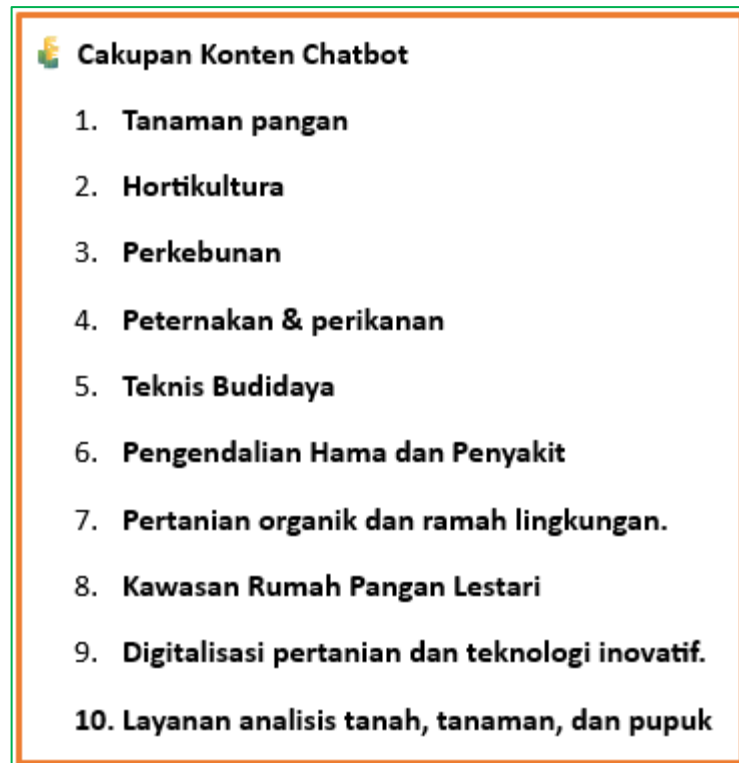 Cakupan Konten Chatbot
1. Tanaman pangan
2. Hortikultura
3. Perkebunan
4. Peternakan & perikanan
5. Teknis Budidaya
6. Pengendalian Hama dan Penyakit
7. Pertanian organik dan ramah lingkungan.
8. Kawasan Rumah Pangan Lestari
9. Digitalisasi pertanian dan teknologi inovatif.
10. Layanan analisis tanah, tanaman, dan pupuk